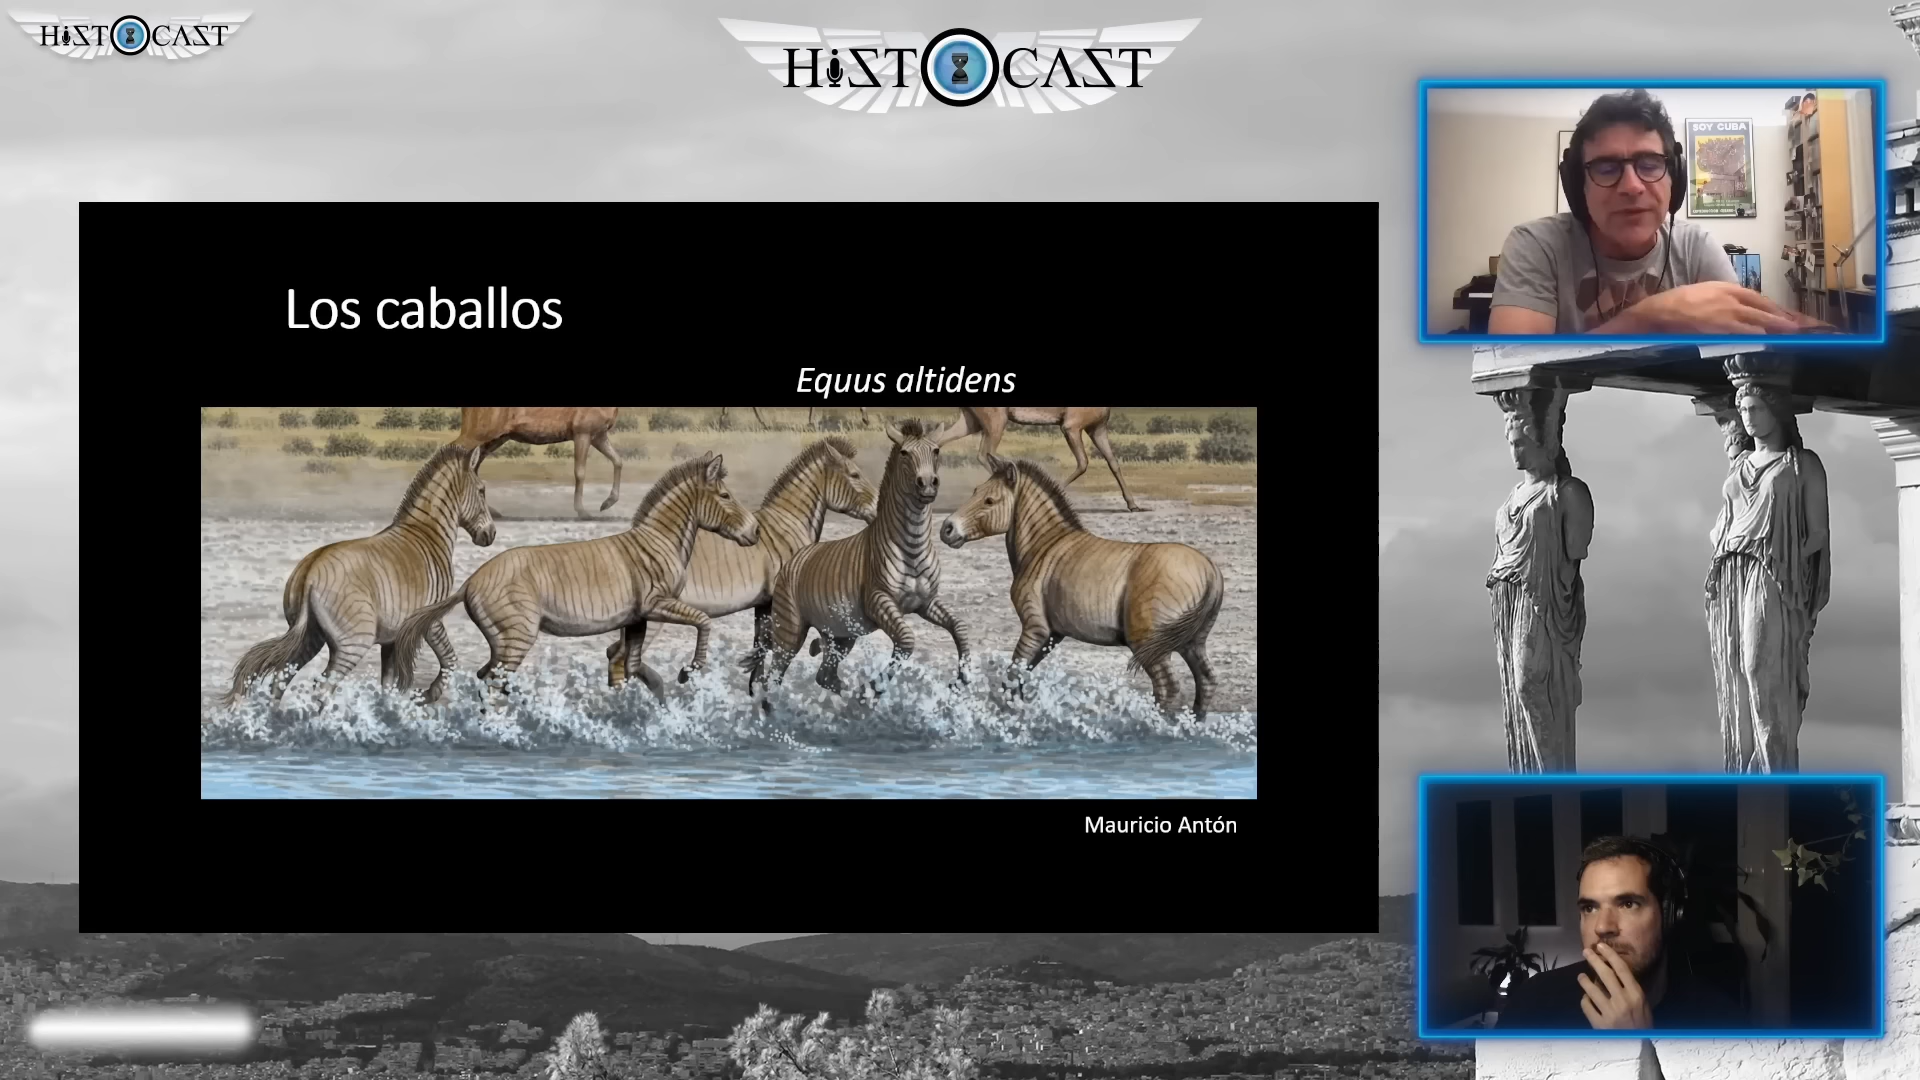 HiSTOCAST
HiSTOCAST
SOY CUBA
Los caballos
Equus altidens
Mauricio Antón